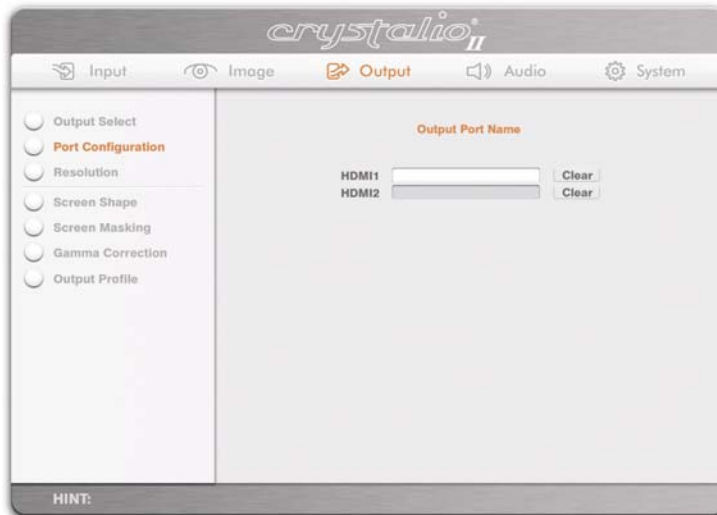 crystalio II
Input Image Output Audio System
Output Select
Port Configuration
Resolution
Screen Shape
Screen Masking
Gamma Correction
Output Profile
Output Port Name
HDMI1 Clear
HDMI2 Clear
HINT: